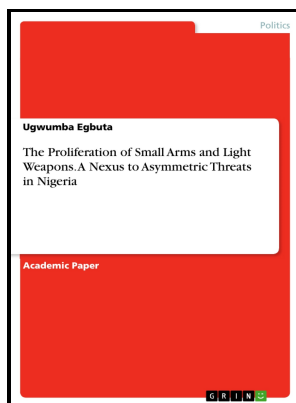 Politics
Ugwumba Egbuta
The Proliferation of Small Arms and Light
Weapons. A Nexus to Asymmetric Threats
in Nigeria
Academic Paper
GRIN